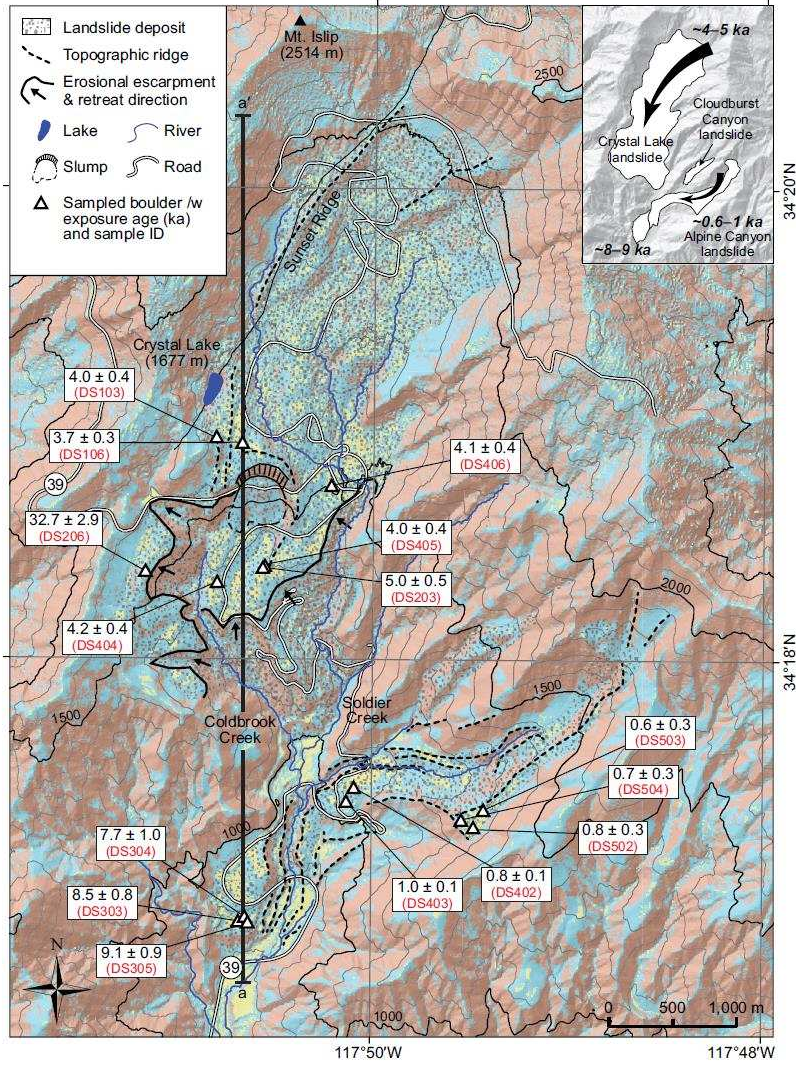 Landslide deposit
Topographic ridge
Erosional escarpment
& retreat direction
Lake
River
Slump
Road
Sampled boulder /w
exposure age (ka)
and sample ID
Mt. Islip
(2514 m)
2500
a'
~4–5 ka
Cloudburst
Canyon
landslide
Crystal Lake
landslide
~0.6–1 ka
Alpine Canyon
landslide
~8–9 ka
34°20'N
Sunset Ridge
Crystal Lake
(1677 m)
4.0 ± 0.4
(DS103)
3.7 ± 0.3
(DS106)
4.1 ± 0.4
(DS406)
39
32.7 ± 2.9
(DS206)
4.0 ± 0.4
(DS405)
5.0 ± 0.5
(DS203)
4.2 ± 0.4
(DS404)
2000
34°18'N
1500
1500
Coldbrook
Creek
Soldier
Creek
0.6 ± 0.3
(DS503)
0.7 ± 0.3
(DS504)
0.8 ± 0.3
(DS502)
1000
7.7 ± 1.0
(DS304)
0.8 ± 0.1
(DS402)
1.0 ± 0.1
(DS403)
8.5 ± 0.8
(DS303)
9.1 ± 0.9
(DS305)
N
39
a
1000
0 500 1,000 m
117°50'W
117°48'W